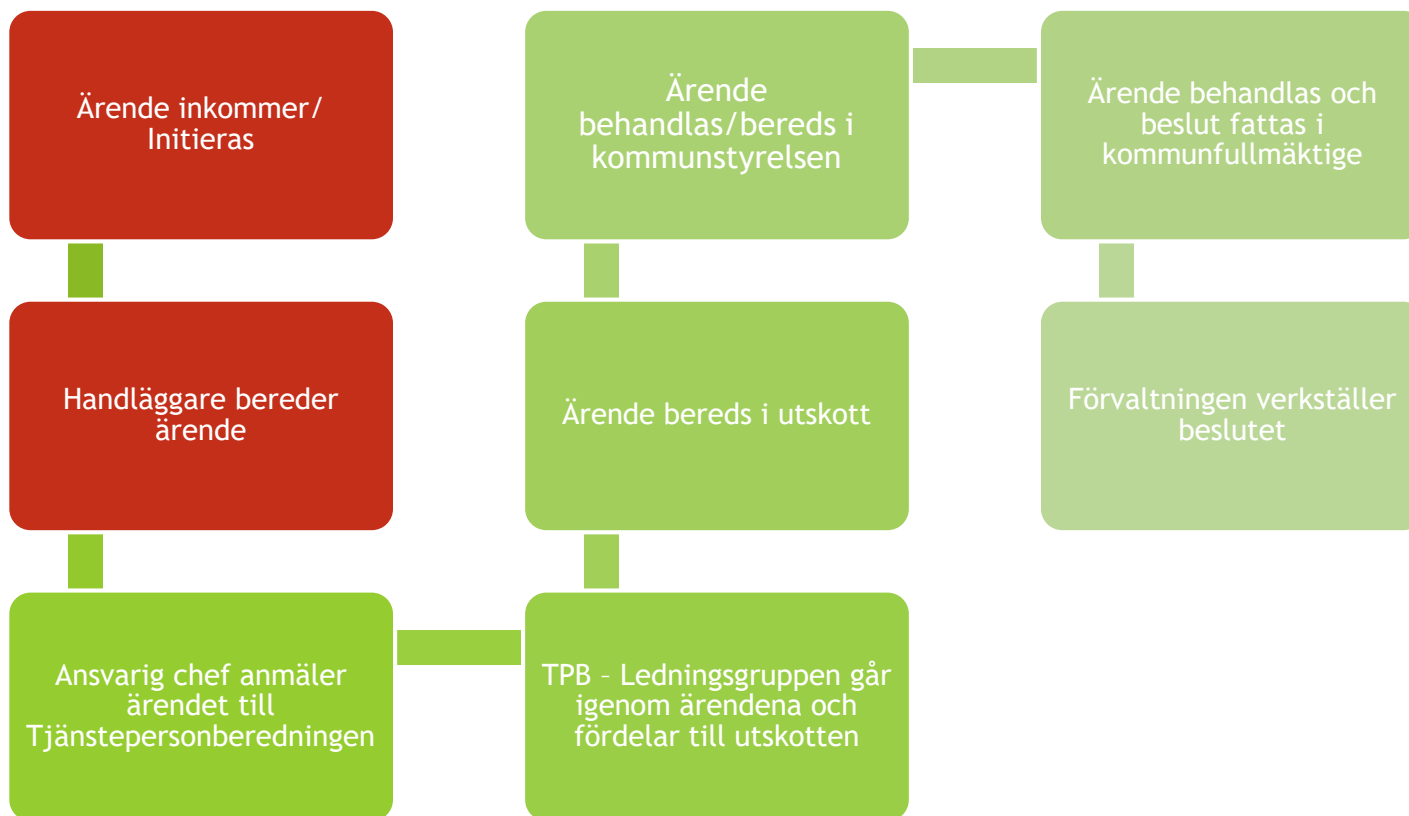 Ärende inkommer/
Initieras
Handläggare bereder
ärende
Ansvarig chef anmäler
ärendet till
Tjänstepersonberedningen
TPB – Ledningsgruppen går
igenom ärendena och
fördelar till utskotten
Ärende bereds i utskott
Ärende
behandlas/bereds i
kommunstyrelsen
Ärende behandlas och
beslut fattas i
kommunfullmäktige
Förvaltningen verkställer
beslutet